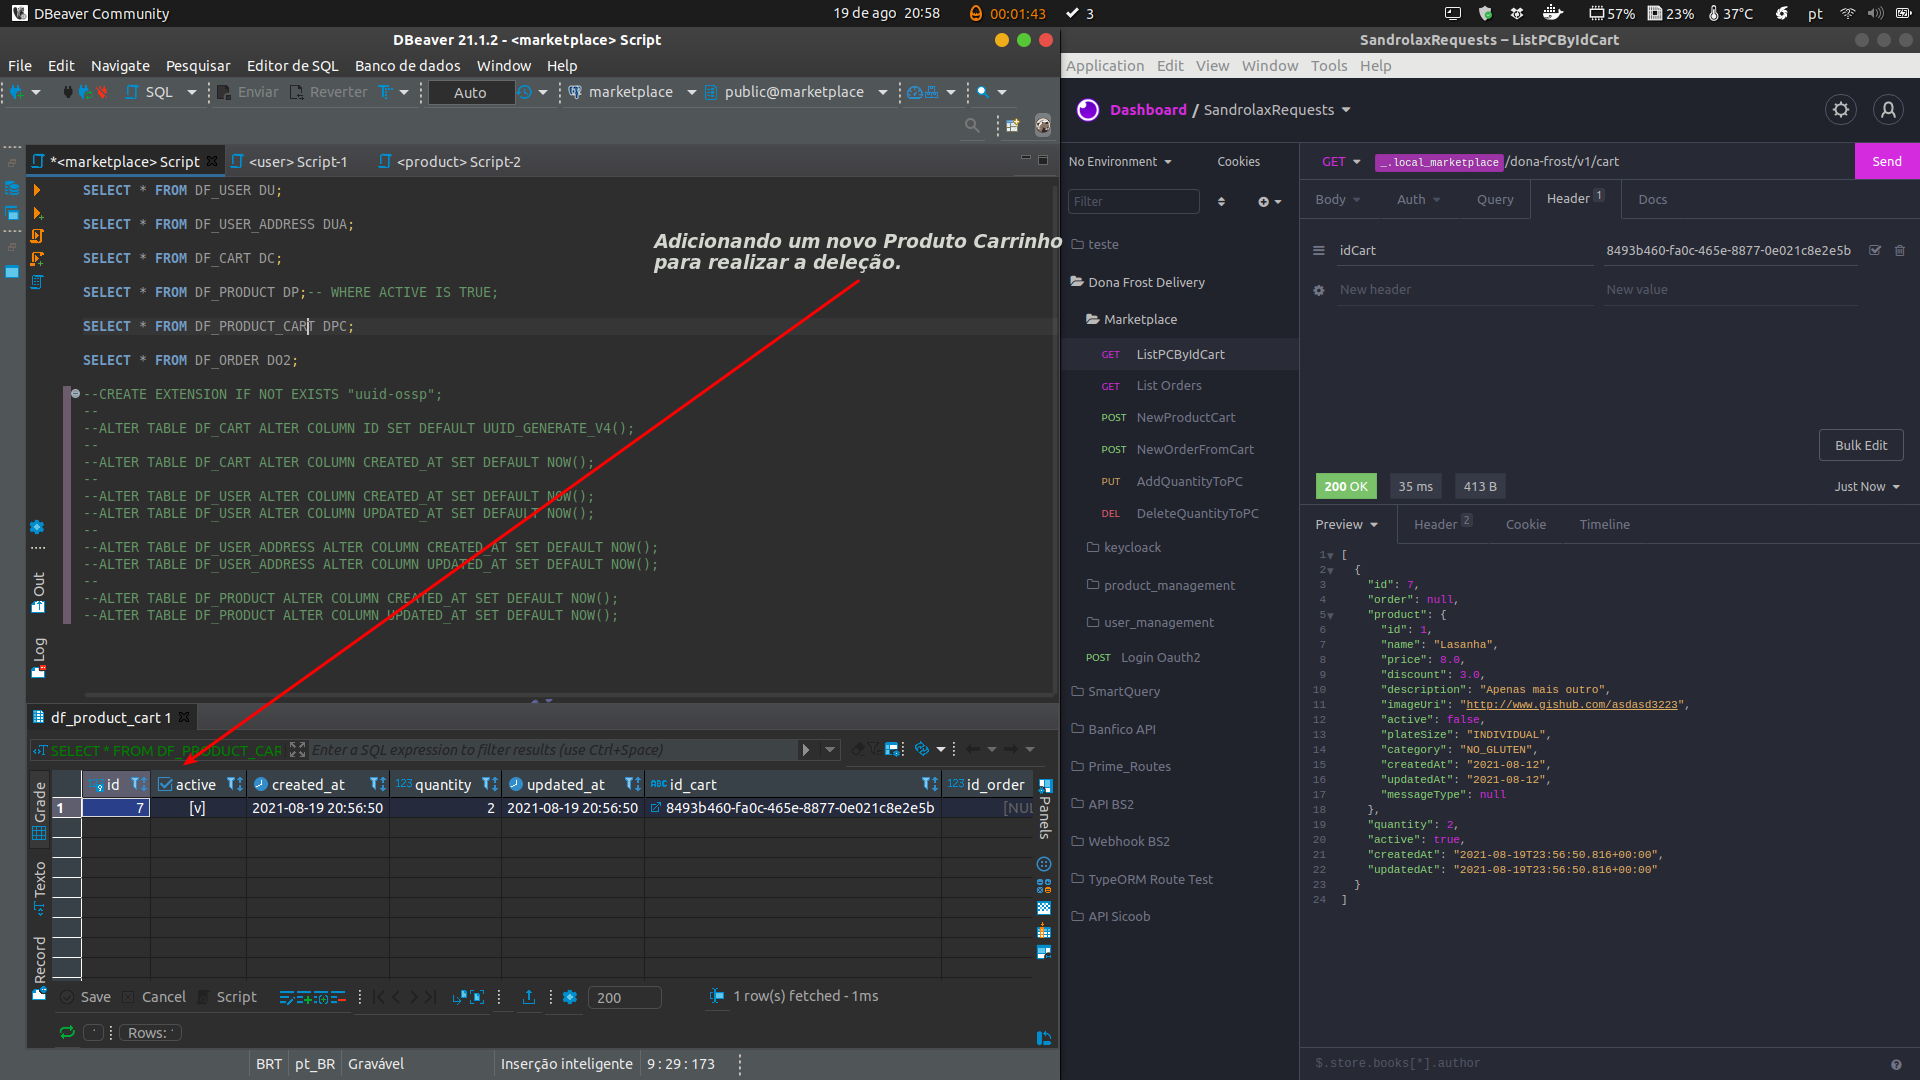 DBeaver Community
19 de ago 20:58
00:01:43
3
57%
23%
37°C
pt
DBeaver 21.1.2 - <marketplace> Script
File Edit Navigate Pesquisar Editor de SQL Banco de dados Window Help
SQL Enviar Reverter Auto marketplace public@marketplace
*<marketplace> Script
<user> Script-1
<product> Script-2
SELECT * FROM DF_USER DU;
SELECT * FROM DF_USER_ADDRESS DUA;
SELECT * FROM DF_CART DC;
SELECT * FROM DF_PRODUCT DP;-- WHERE ACTIVE IS TRUE;
SELECT * FROM DF_PRODUCT_CART DPC;
SELECT * FROM DF_ORDER DO2;
--CREATE EXTENSION IF NOT EXISTS "uuid-ossp";
--
--ALTER TABLE DF_CART ALTER COLUMN ID SET DEFAULT UUID_GENERATE_V4();
--
--ALTER TABLE DF_CART ALTER COLUMN CREATED_AT SET DEFAULT NOW();
--
--ALTER TABLE DF_USER ALTER COLUMN CREATED_AT SET DEFAULT NOW();
--ALTER TABLE DF_USER ALTER COLUMN UPDATED_AT SET DEFAULT NOW();
--
--ALTER TABLE DF_USER_ADDRESS ALTER COLUMN CREATED_AT SET DEFAULT NOW();
--ALTER TABLE DF_USER_ADDRESS ALTER COLUMN UPDATED_AT SET DEFAULT NOW();
--
--ALTER TABLE DF_PRODUCT ALTER COLUMN CREATED_AT SET DEFAULT NOW();
--ALTER TABLE DF_PRODUCT ALTER COLUMN UPDATED_AT SET DEFAULT NOW();
Adicionando um novo Produto Carrinho
para realizar a deleção.
Out
Log
df_product_cart 1
SELECT * FROM DF_PRODUCT_CAR
Enter a SQL expression to filter results (use Ctrl+Space)
Grade
Texto
Record
Panels
id active created_at 123 quantity updated_at ABC id_cart 123 id_order
1 7 [v] 2021-08-19 20:56:50 2 2021-08-19 20:56:50 8493b460-fa0c-465e-8877-0e021c8e2e5b [NUL
Save Cancel Script 200 1 row(s) fetched - 1ms
Rows:
BRT pt_BR Gravável Inserção inteligente 9 : 29 : 173
SandrolaxRequests – ListPCByIdCart
Application Edit View Window Tools Help
Dashboard / SandrolaxRequests
No Environment Cookies
Filter
teste
Dona Frost Delivery
Marketplace
GET ListPCByIdCart
GET List Orders
POST NewProductCart
POST NewOrderFromCart
PUT AddQuantityToPC
DEL DeleteQuantityToPC
keycloack
product_management
user_management
POST Login Oauth2
SmartQuery
Banfico API
Prime_Routes
API BS2
Webhook BS2
TypeORM Route Test
API Sicoob
GET _.local_marketplace /dona-frost/v1/cart Send
Body Auth Query Header 1 Docs
idCart 8493b460-fa0c-465e-8877-0e021c8e2e5b
New header New value
Bulk Edit
200 OK 35 ms 413 B Just Now
Preview Header 2 Cookie Timeline
1 [
2 {
3 "id": 7,
4 "order": null,
5 "product": {
6 "id": 1,
7 "name": "Lasanha",
8 "price": 8.0,
9 "discount": 3.0,
10 "description": "Apenas mais outro",
11 "imageUri": "http://www.gishub.com/asdasd3223",
12 "active": false,
13 "plateSize": "INDIVIDUAL",
14 "category": "NO_GLUTEN",
15 "createdAt": "2021-08-12",
16 "updatedAt": "2021-08-12",
17 "messageType": null
18 },
19 "quantity": 2,
20 "active": true,
21 "createdAt": "2021-08-19T23:56:50.816+00:00",
22 "updatedAt": "2021-08-19T23:56:50.816+00:00"
23 }
24 ]
$.store.books[*].author